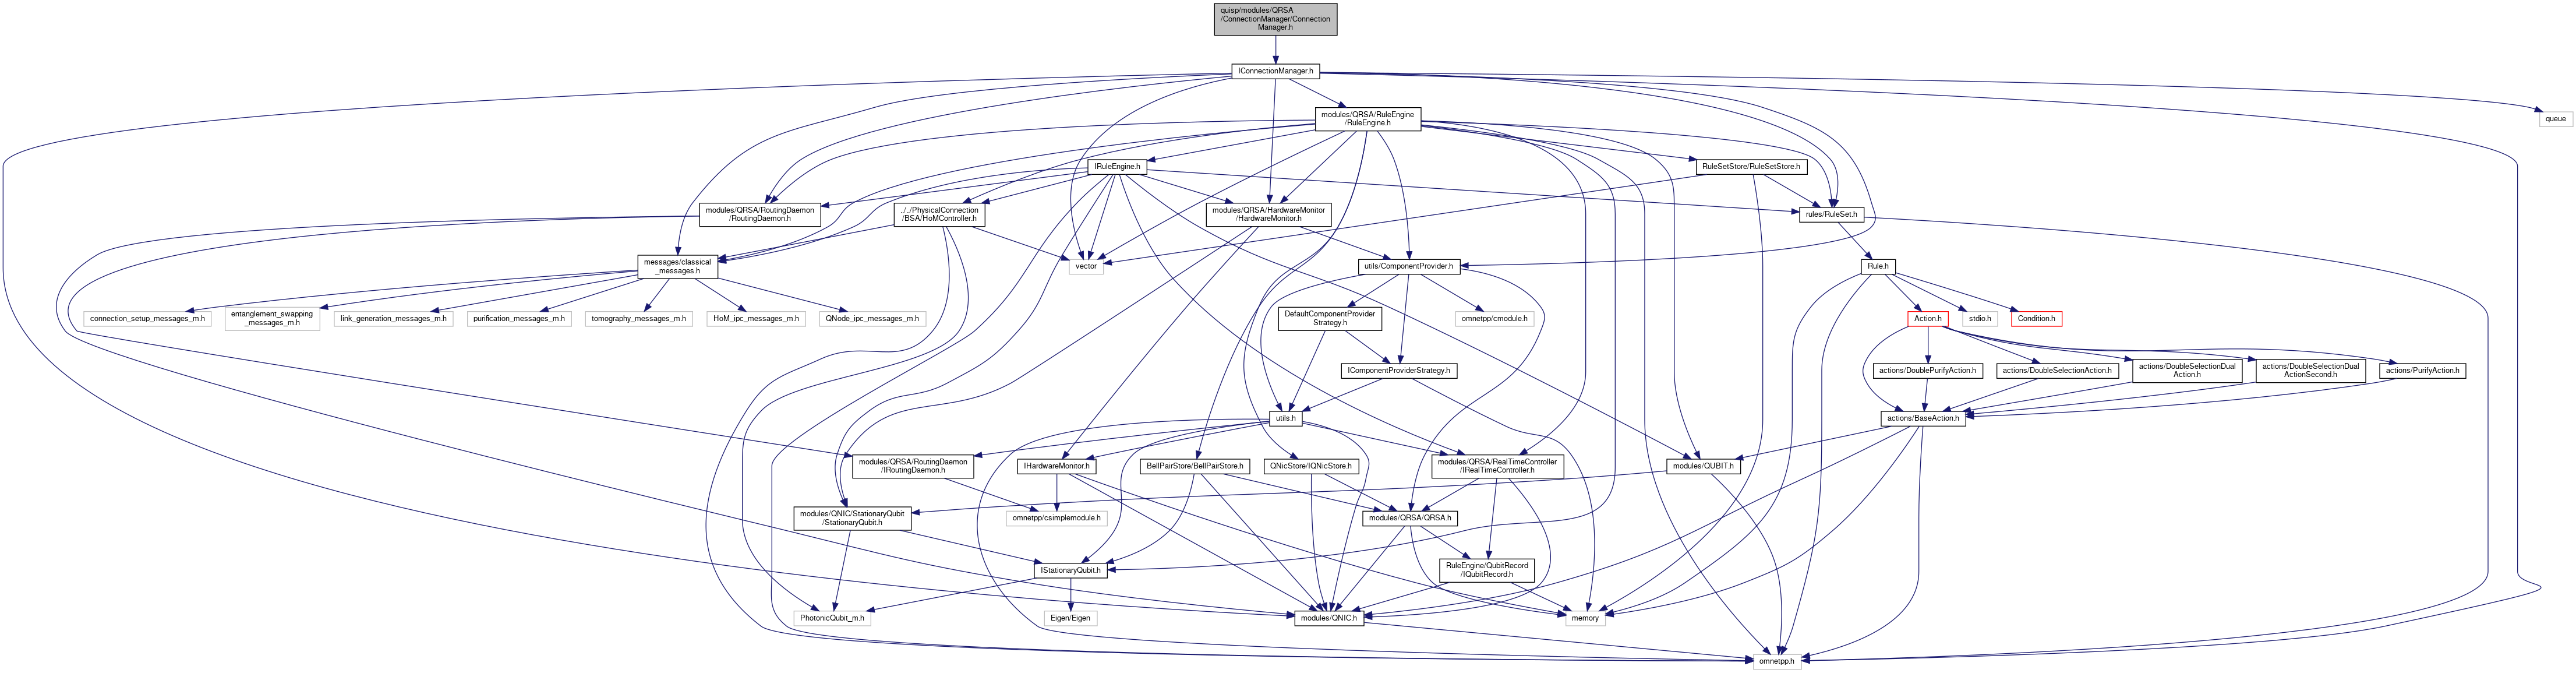 quisp/modules/QRSA
/ConnectionManager/Connection
Manager.h
IConnectionManager.h
modules/QRSA/RuleEngine
/RuleEngine.h
queue
IRuleEngine.h
RuleSetStore/RuleSetStore.h
modules/QRSA/RoutingDaemon
/RoutingDaemon.h
../../PhysicalConnection
/BSA/HoMController.h
modules/QRSA/HardwareMonitor
/HardwareMonitor.h
rules/RuleSet.h
messages/classical
_messages.h
vector
utils/ComponentProvider.h
Rule.h
connection_setup_messages_m.h
entanglement_swapping
_messages_m.h
link_generation_messages_m.h
purification_messages_m.h
tomography_messages_m.h
HoM_ipc_messages_m.h
QNode_ipc_messages_m.h
DefaultComponentProvider
Strategy.h
omnetpp/cmodule.h
Action.h
stdio.h
Condition.h
IComponentProviderStrategy.h
actions/DoublePurifyAction.h
actions/DoubleSelectionAction.h
actions/DoubleSelectionDual
Action.h
actions/DoubleSelectionDual
ActionSecond.h
actions/PurifyAction.h
utils.h
actions/BaseAction.h
modules/QRSA/RoutingDaemon
/IRoutingDaemon.h
IHardwareMonitor.h
BellPairStore/BellPairStore.h
QNicStore/IQNicStore.h
modules/QRSA/RealTimeController
/IRealTimeController.h
modules/QUBIT.h
modules/QNIC/StationaryQubit
/StationaryQubit.h
omnetpp/csimplemodule.h
modules/QRSA/QRSA.h
IStationaryQubit.h
RuleEngine/QubitRecord
/IQubitRecord.h
PhotonicQubit_m.h
Eigen/Eigen
modules/QNIC.h
memory
omnetpp.h